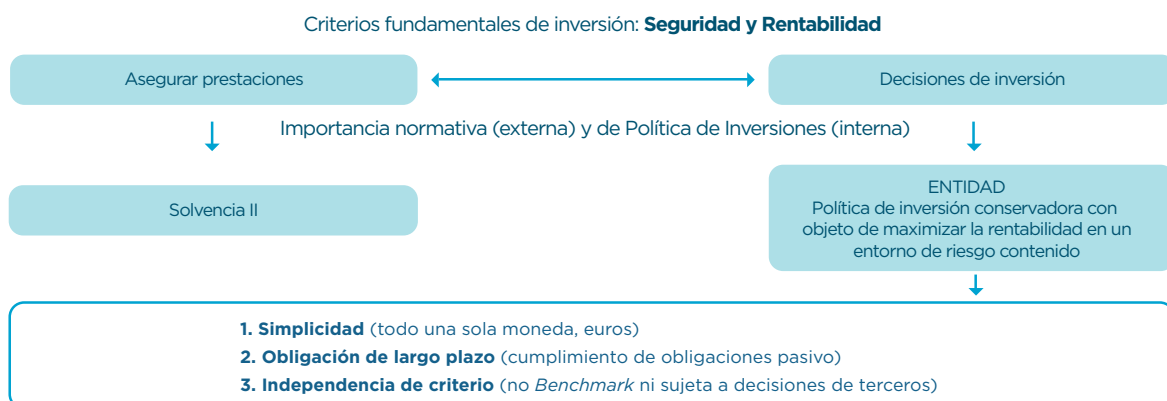 Criterios fundamentales de inversión: Seguridad y Rentabilidad
Asegurar prestaciones
Decisiones de inversión
Importancia normativa (externa) y de Política de Inversiones (interna)
Solvencia II
ENTIDAD
Política de inversión conservadora con
objeto de maximizar la rentabilidad en un
entorno de riesgo contenido
1. Simplicidad (todo una sola moneda, euros)
2. Obligación de largo plazo (cumplimiento de obligaciones pasivo)
3. Independencia de criterio (no Benchmark ni sujeta a decisiones de terceros)